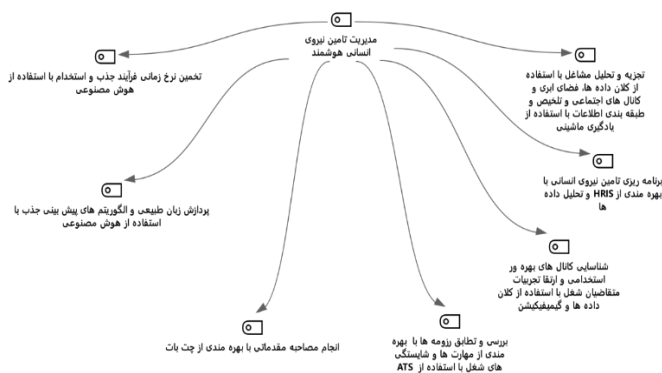 مدیریت تامین نیروی
انسانی هوشمند
تجزیه و تحلیل مشاغل با استفاده
از کلان داده ها، فضای ابری و
کانال های اجتماعی و تلخیص و
طبقه بندی اطلاعات با استفاده از
یادگیری ماشینی
برنامه ریزی تامین نیروی انسانی با
بهره مندی از HRIS و تحلیل داده
ها
شناسایی کانال های بهره ور
استخدامی و ارتقا تجربیات
متقاضیان شغل با استفاده از کلان
داده ها و گیمیفیکیشن
بررسی و تطابق رزومه ها با بهره
مندی از مهارت ها و شایستگی
های شغل با استفاده از ATS
انجام مصاحبه مقدماتی با بهره مندی از چت بات
پردازش زبان طبیعی و الگوریتم های پیش بینی جذب با
استفاده از هوش مصنوعی
تخمین نرخ زمانی فرآیند جذب و استخدام با استفاده از
هوش مصنوعی